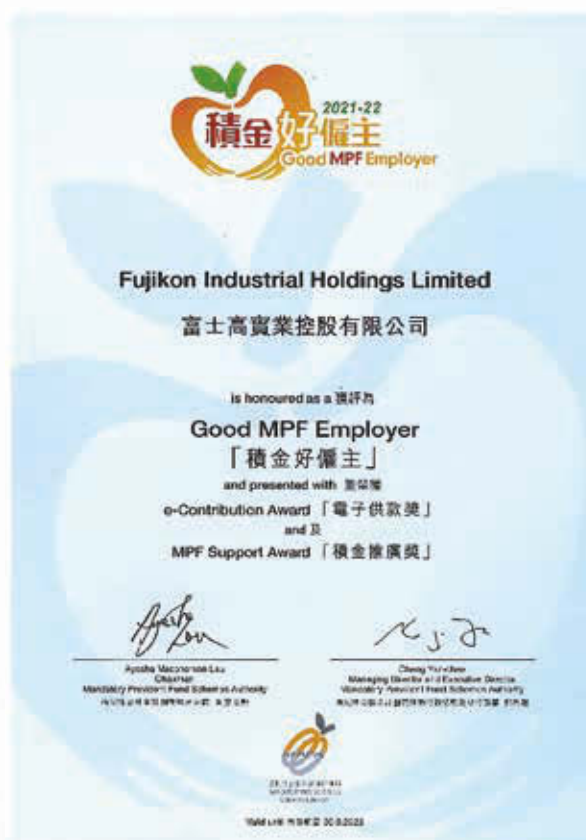 2021-22
積金好僱主
Good MPF Employer
Fujikon Industrial Holdings Limited
富士高實業控股有限公司
is honoured as a 獲評為
Good MPF Employer
「積金好僱主」
and presented with 並榮獲
e-Contribution Award 「電子供款獎」
and 及
MPF Support Award 「積金推廣獎」
Chairman
Mandatory Provident Fund Schemes Authority
Managing Director and Executive Director
Mandatory Provident Fund Schemes Authority